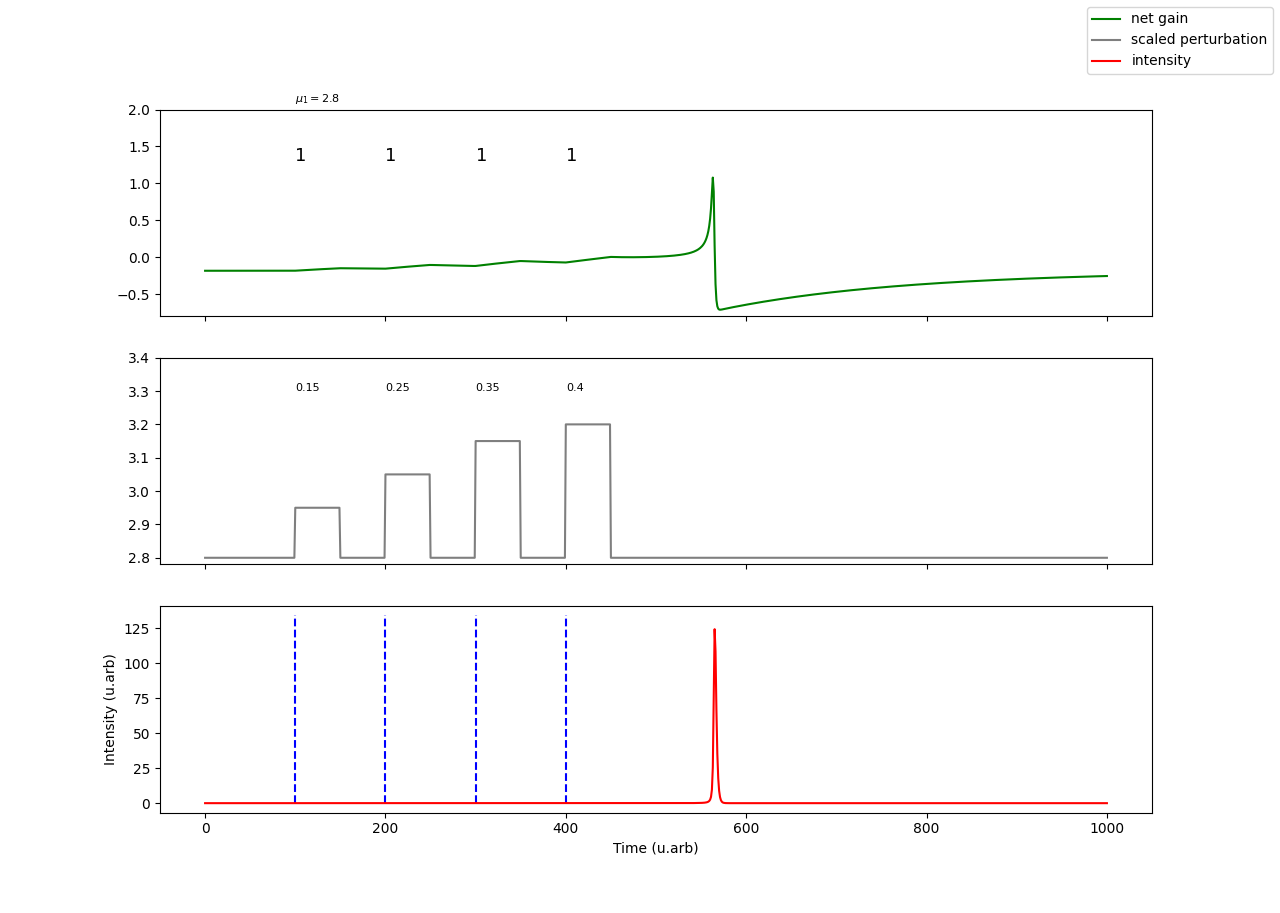 net gain
scaled perturbation
intensity
μ₁ = 2.8
2.0
1.5
1.0
0.5
0.0
−0.5
1 1 1 1
3.4
3.3
3.2
3.1
3.0
2.9
2.8
0.15 0.25 0.35 0.4
125
100
75
50
25
0
Intensity (u.arb)
0 200 400 600 800 1000
Time (u.arb)